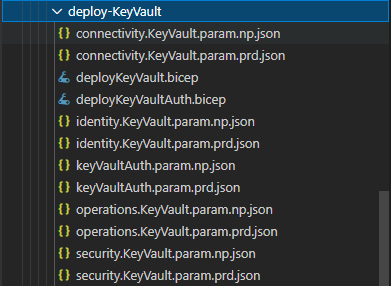 deploy-KeyVault
connectivity.KeyVault.param.np.json
connectivity.KeyVault.param.prd.json
deployKeyVault.bicep
deployKeyVaultAuth.bicep
identity.KeyVault.param.np.json
identity.KeyVault.param.prd.json
keyVaultAuth.param.np.json
keyVaultAuth.param.prd.json
operations.KeyVault.param.np.json
operations.KeyVault.param.prd.json
security.KeyVault.param.np.json
security.KeyVault.param.prd.json